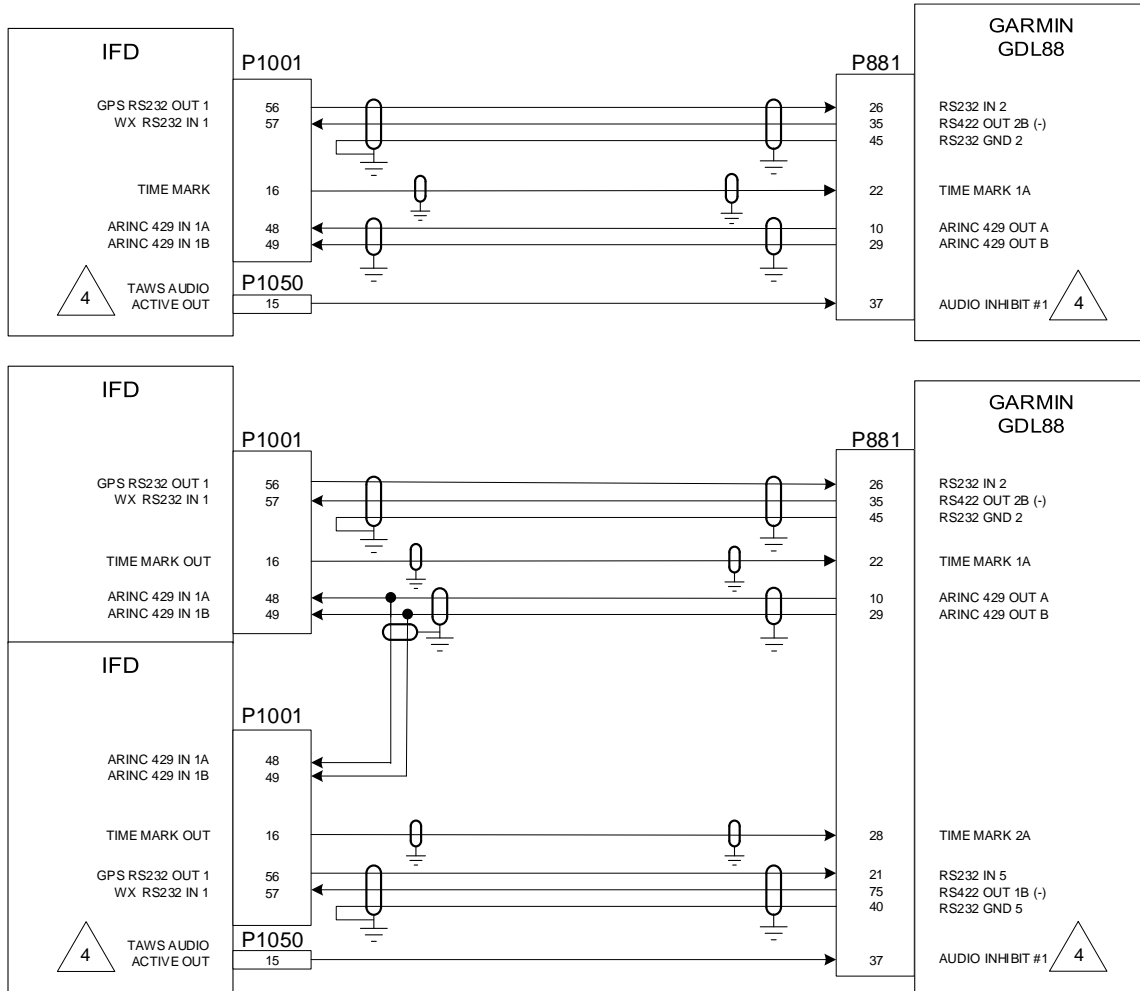 IFD
GARMIN
GDL88
P1001
P881
GPS RS232 OUT 1 56 26 RS232 IN 2
WX RS232 IN 1 57 35 RS422 OUT 2B (-)
45 RS232 GND 2
TIME MARK 16 22 TIME MARK 1A
ARINC 429 IN 1A 48 10 ARINC 429 OUT A
ARINC 429 IN 1B 49 29 ARINC 429 OUT B
P1050
4 TAWS AUDIO
ACTIVE OUT 15 37 AUDIO INHIBIT #1 4
IFD
GARMIN
GDL88
P1001
P881
GPS RS232 OUT 1 56 26 RS232 IN 2
WX RS232 IN 1 57 35 RS422 OUT 2B (-)
45 RS232 GND 2
TIME MARK OUT 16 22 TIME MARK 1A
ARINC 429 IN 1A 48 10 ARINC 429 OUT A
ARINC 429 IN 1B 49 29 ARINC 429 OUT B
IFD
P1001
ARINC 429 IN 1A 48
ARINC 429 IN 1B 49
TIME MARK OUT 16 28 TIME MARK 2A
GPS RS232 OUT 1 56 21 RS232 IN 5
WX RS232 IN 1 57 75 RS422 OUT 1B (-)
40 RS232 GND 5
P1050
4 TAWS AUDIO
ACTIVE OUT 15 37 AUDIO INHIBIT #1 4